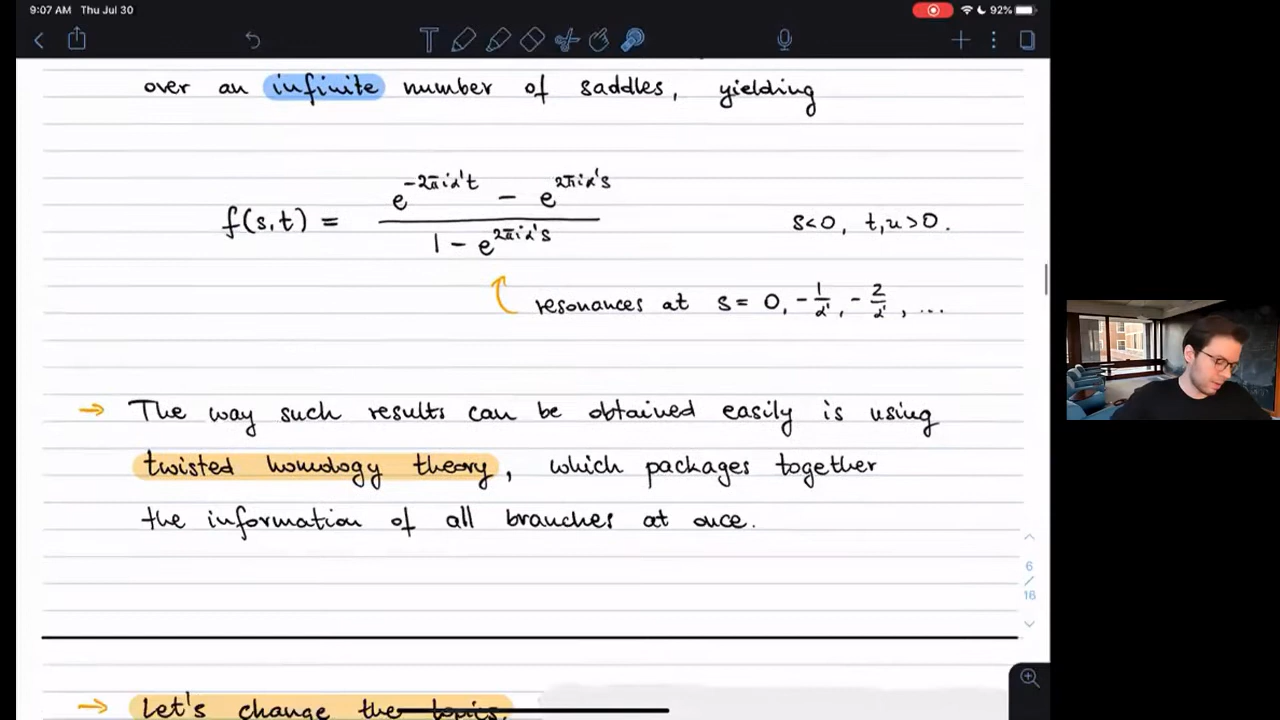 9:07 AM Thu Jul 30
92%
over an infinite number of saddles, yielding
f(s,t) = (e^{-2πiα't} - e^{2πiα's}) / (1 - e^{2πiα's})    s<0, t,u>0.
resonances at s = 0, -1/α', -2/α', ...
→ The way such results can be obtained easily is using
twisted homology theory, which packages together
the information of all branches at once.
6
/
16
→ Let's change the topics.